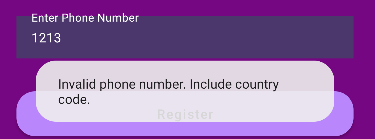 Enter Phone Number
1213
Invalid phone number. Include country
code.
Register